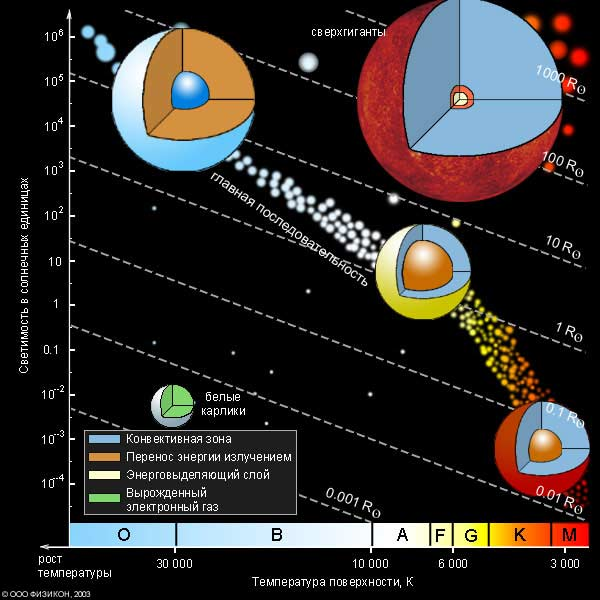 сверхгиганты
10⁶
10⁵
10⁴
10³
10²
10
1
0.1
10⁻²
10⁻³
10⁻⁴
Светимость в солнечных единицах
1000 R⊙
100 R⊙
10 R⊙
1 R⊙
0.1 R⊙
0.01 R⊙
0.001 R⊙
главная последовательность
белые
карлики
Конвективная зона
Перенос энергии излучением
Энерговыделяющий слой
Вырожденный
электронный газ
O B A F G K M
рост
температуры
30 000 10 000 6 000 3 000
Температура поверхности, К
© ООО ФИЗИКОН, 2003